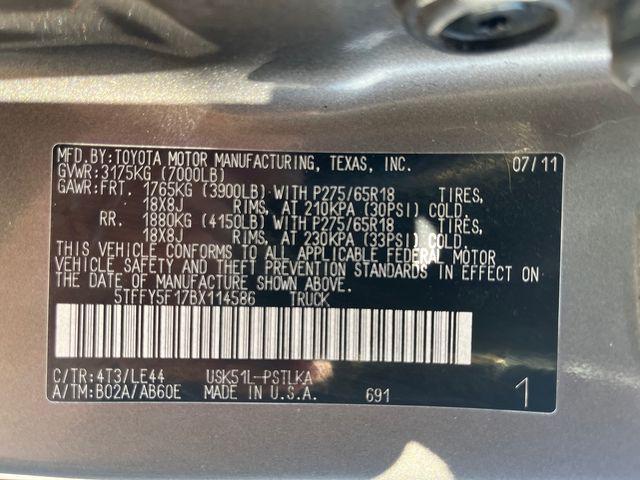 MFD.BY:TOYOTA MOTOR MANUFACTURING, TEXAS, INC. 07/11
GVWR:3175KG (7000LB)
GAWR:FRT. 1765KG (3900LB) WITH P275/65R18 TIRES,
18X8J RIMS, AT 210KPA (30PSI) COLD.
RR. 1880KG (4150LB) WITH P275/65R18 TIRES,
18X8J RIMS, AT 230KPA (33PSI) COLD.
THIS VEHICLE CONFORMS TO ALL APPLICABLE FEDERAL MOTOR
VEHICLE SAFETY AND THEFT PREVENTION STANDARDS IN EFFECT ON
THE DATE OF MANUFACTURE SHOWN ABOVE.
5TFFY5F17BX114586 TRUCK
C/TR:4T3/LE44 USK51L-PSTLKA
A/TM:B02A/AB60E MADE IN U.S.A. 691 1